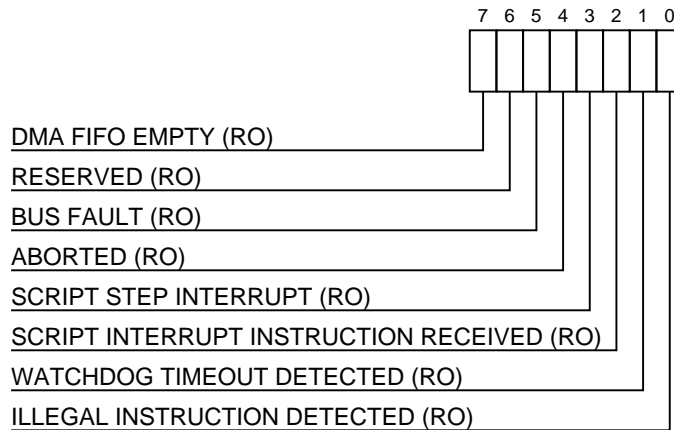 7 6 5 4 3 2 1 0
DMA FIFO EMPTY (RO)
RESERVED (RO)
BUS FAULT (RO)
ABORTED (RO)
SCRIPT STEP INTERRUPT (RO)
SCRIPT INTERRUPT INSTRUCTION RECEIVED (RO)
WATCHDOG TIMEOUT DETECTED (RO)
ILLEGAL INSTRUCTION DETECTED (RO)